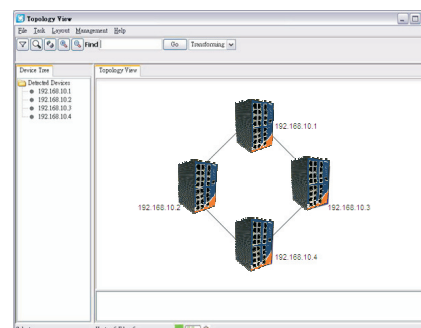 Topology View
File Task Layout Management Help
Find Go Transforming
Device Tree
Topology View
Detected Devices
192.168.10.1
192.168.10.2
192.168.10.3
192.168.10.4
192.168.10.1
192.168.10.2
192.168.10.3
192.168.10.4